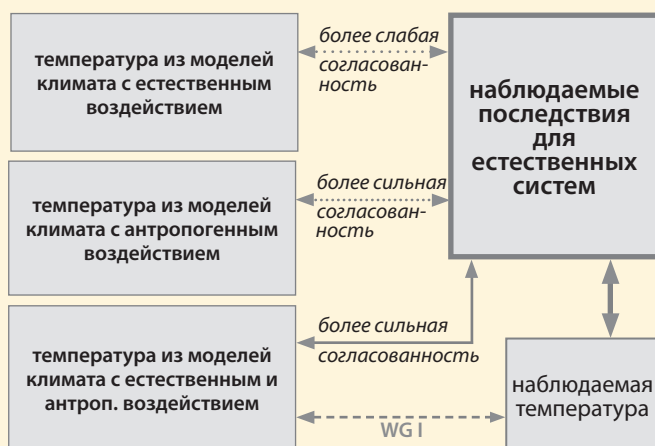 температура из моделей
климата с естественным
воздействием
более слабая
согласован-
ность
наблюдаемые
последствия
для
естественных
систем
температура из моделей
климата с антропогенным
воздействием
более сильная
согласован-
ность
температура из моделей
климата с естественным и
антроп. воздействием
более сильная
согласованность
WG I
наблюдаемая
температура